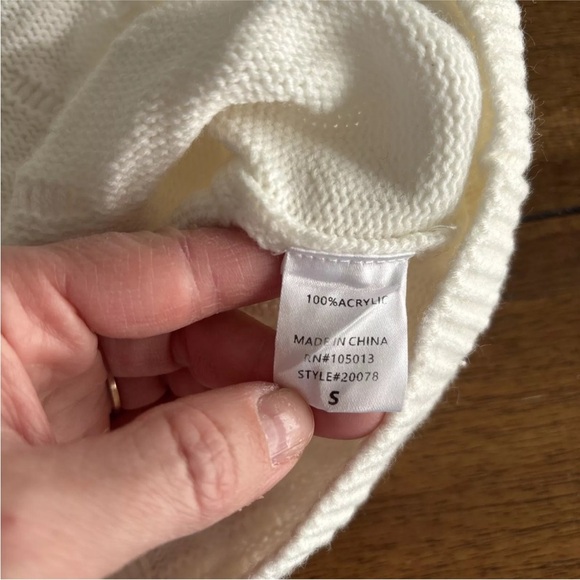 100%ACRYLIC
MADE IN CHINA
RN#105013
STYLE#20078
S